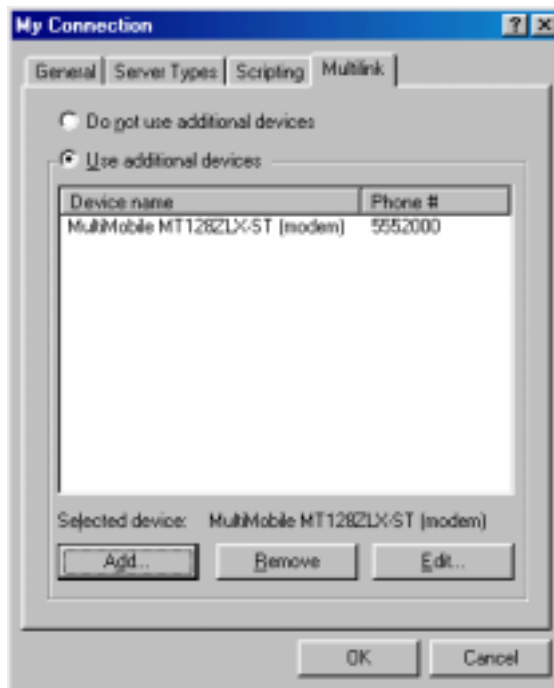 My Connection
General Server Types Scripting Multilink
Do not use additional devices
Use additional devices
Device name Phone #
MultiMobile MT128ZLX-ST (modem) 5552000
Selected device: MultiMobile MT128ZLX-ST (modem)
Add... Remove Edit...
OK Cancel